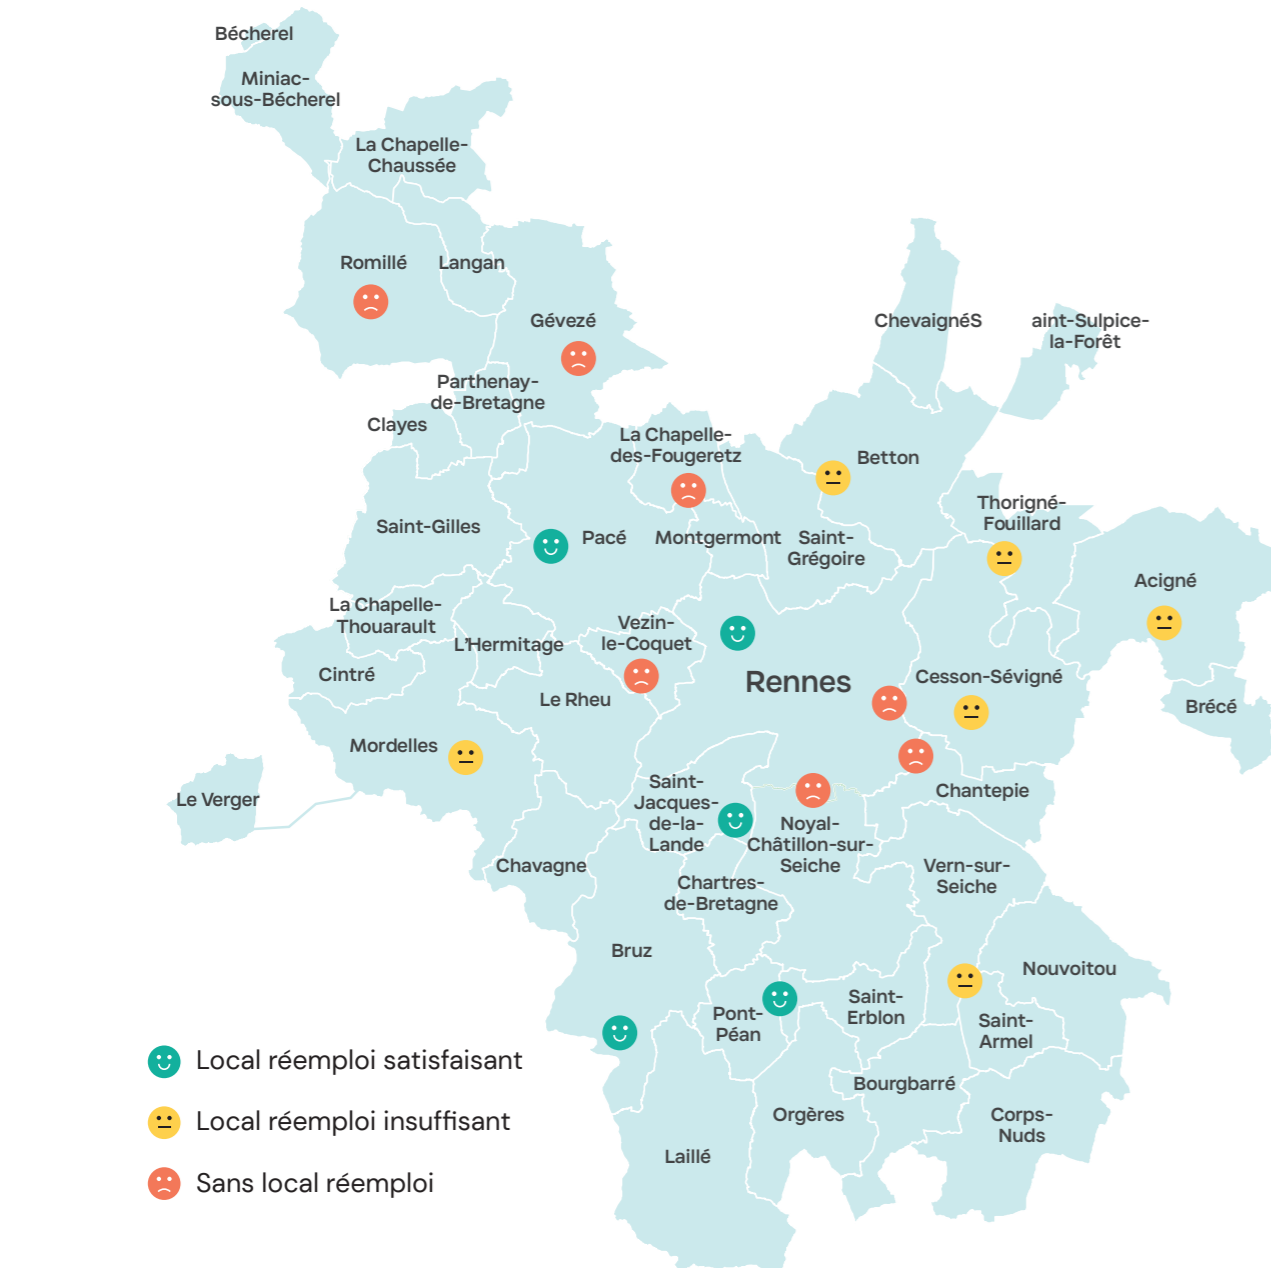 Bécherel
Miniac-
sous-Bécherel
La Chapelle-
Chaussée
Romillé
Langan
Gévezé
ChevaignéS
aint-Sulpice-
la-Forêt
Parthenay-
de-Bretagne
Clayes
La Chapelle-
des-Fougeretz
Betton
Saint-Gilles
Pacé
Montgermont
Saint-
Grégoire
Thorigné-
Fouillard
Acigné
La Chapelle-
Thouarault
L'Hermitage
Vezin-
le-Coquet
Cintré
Le Rheu
Rennes
Cesson-Sévigné
Brécé
Mordelles
Le Verger
Saint-
Jacques-
de-la-
Lande
Noyal-
Châtillon-sur-
Seiche
Chantepie
Chavagne
Chartres-
de-Bretagne
Vern-sur-
Seiche
Bruz
Nouvoitou
Pont-
Péan
Saint-
Erblon
Saint-
Armel
Bourgbarré
Orgères
Corps-
Nuds
Laillé
Local réemploi satisfaisant
Local réemploi insuffisant
Sans local réemploi